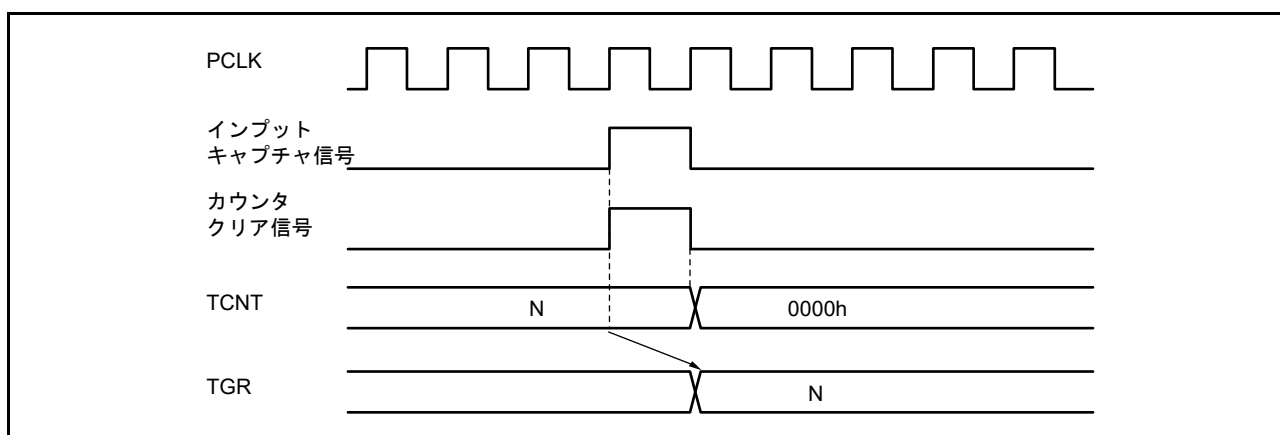 PCLK
インプット
キャプチャ信号
カウンタ
クリア信号
TCNT
N
0000h
TGR
N